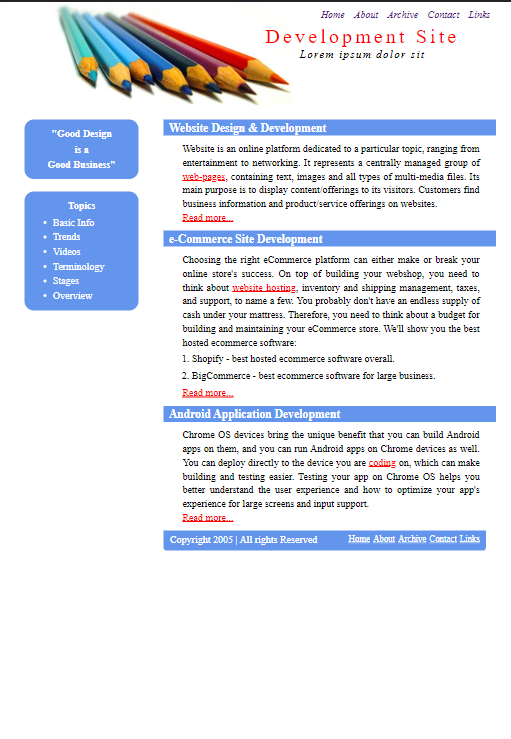 Home About Archive Contact Links
Development Site
Lorem ipsum dolor sit
"Good Design
is a
Good Business"
Topics
• Basic Info
• Trends
• Videos
• Terminology
• Stages
• Overview
Website Design & Development
Website is an online platform dedicated to a particular topic, ranging from
entertainment to networking. It represents a centrally managed group of
web-pages, containing text, images and all types of multi-media files. Its
main purpose is to display content/offerings to its visitors. Customers find
business information and product/service offerings on websites.
Read more...
e-Commerce Site Development
Choosing the right eCommerce platform can either make or break your
online store's success. On top of building your webshop, you need to
think about website hosting, inventory and shipping management, taxes,
and support, to name a few. You probably don't have an endless supply of
cash under your mattress. Therefore, you need to think about a budget for
building and maintaining your eCommerce store. We'll show you the best
hosted ecommerce software:
1. Shopify - best hosted ecommerce software overall.
2. BigCommerce - best ecommerce software for large business.
Read more...
Android Application Development
Chrome OS devices bring the unique benefit that you can build Android
apps on them, and you can run Android apps on Chrome devices as well.
You can deploy directly to the device you are coding on, which can make
building and testing easier. Testing your app on Chrome OS helps you
better understand the user experience and how to optimize your app's
experience for large screens and input support.
Read more...
Copyright 2005 | All rights Reserved Home About Archive Contact Links